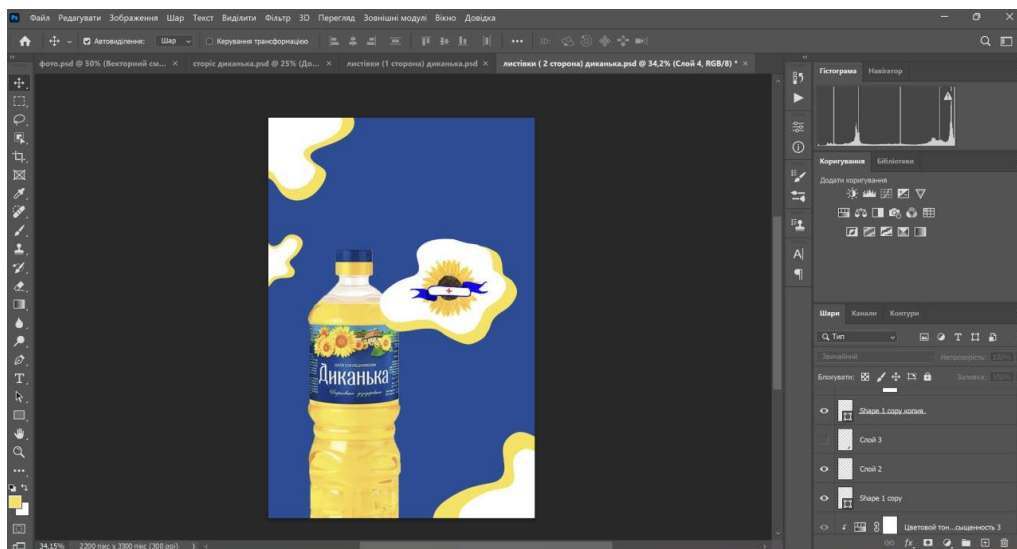 Ps Файл Редагувати Зображення Шар Текст Виділити Фільтр 3D Перегляд Зовнішні модулі Вікно Довідка
Автовиділення: Шар Керування трансформацією 3D:
фото.psd @ 50% (Векторний см... × сторіс диканька.psd @ 25% (До... × листівки (1 сторона) диканька.psd × листівки ( 2 сторона) диканька.psd @ 34,2% (Слой 4, RGB/8) * ×
Гістограма Навігатор
Коригування Бібліотеки
Додати коригування
Диканька
Шари Канали Контури
Тип
Звичайний Непрозорість: 100%
Блокувати: Заливка: 100%
Shape 1 copy копия
Слой 3
Слой 2
Shape 1 copy
Цветовой тон...сыщенность 3
34.15% 2200 пікс x 3300 пікс (200 ppi)